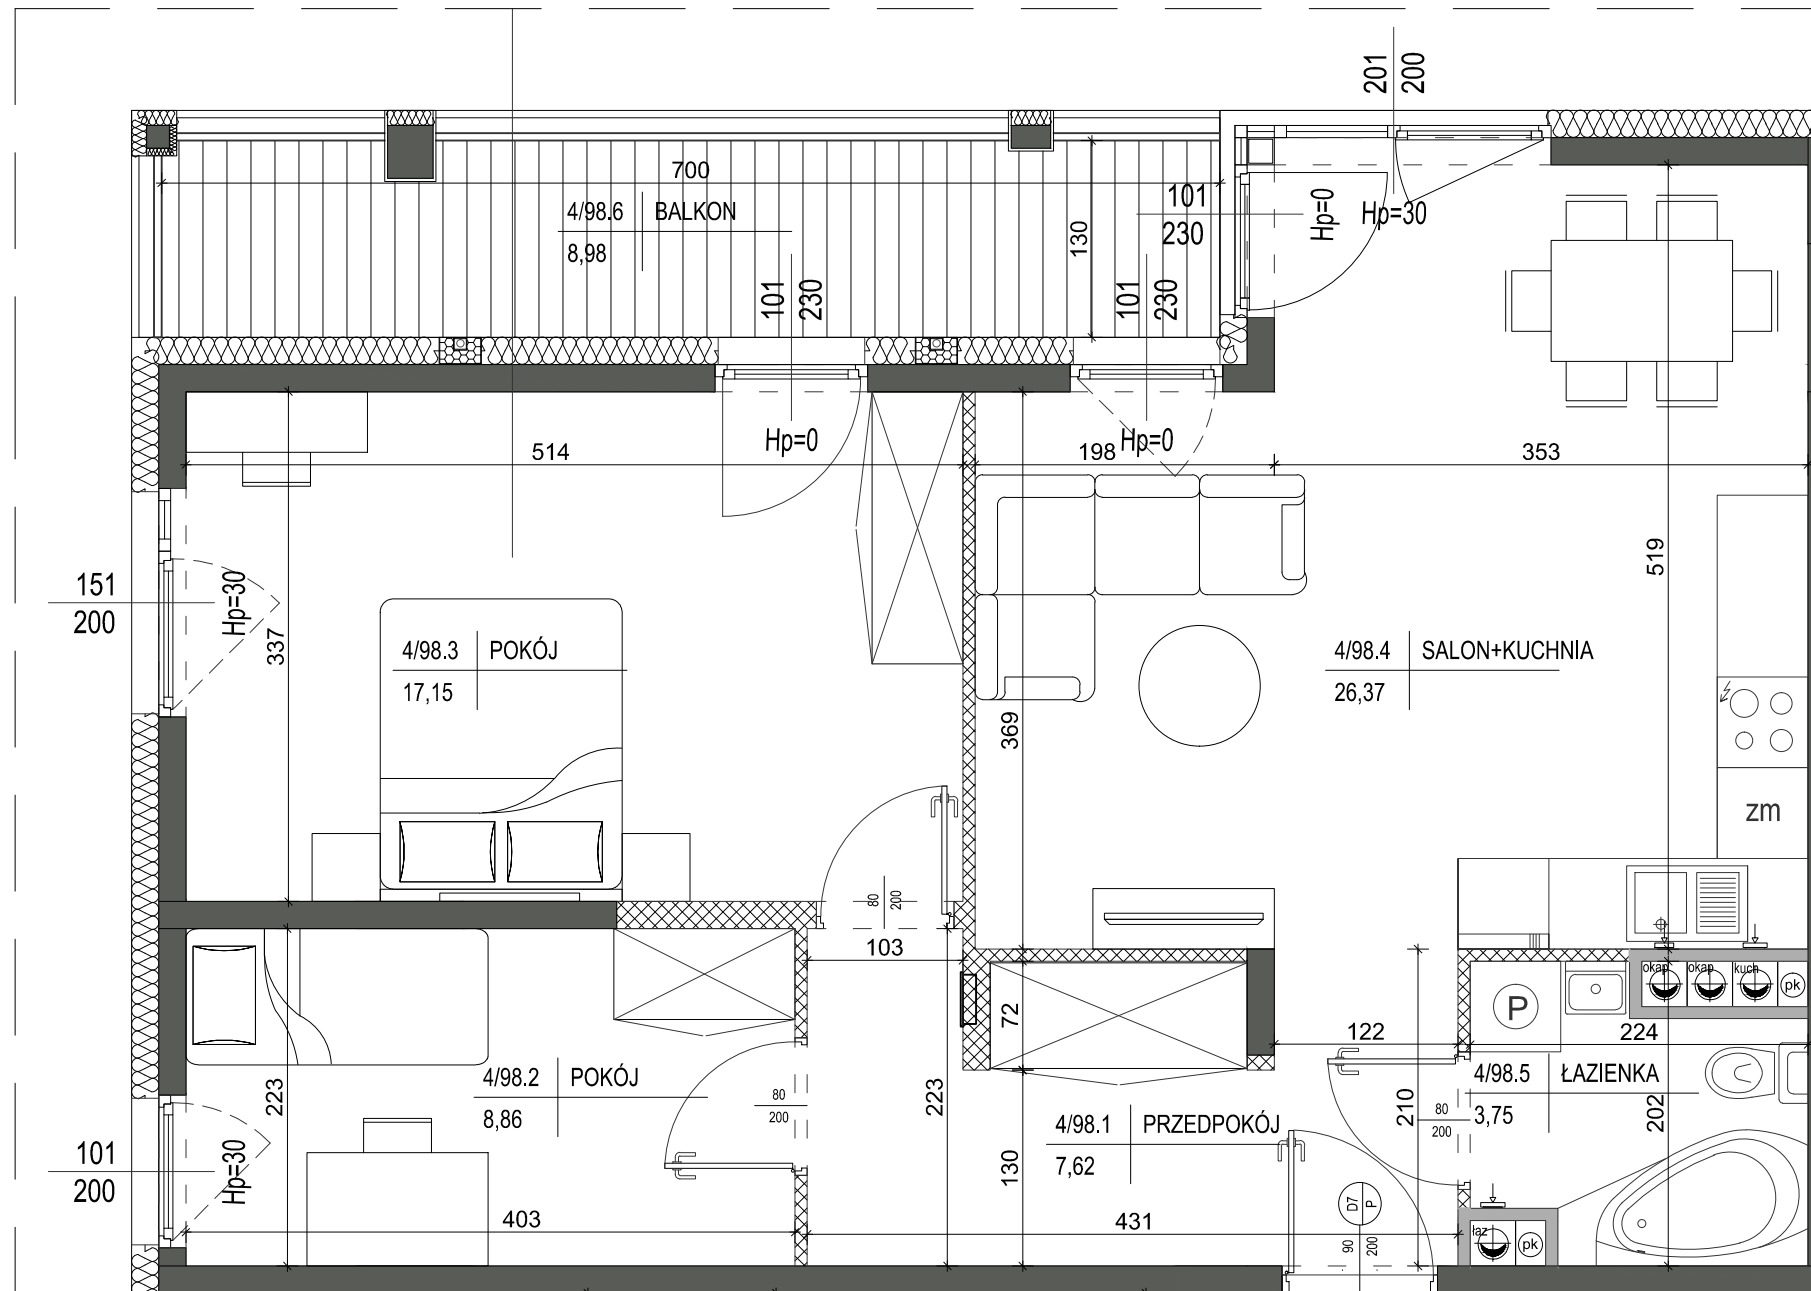 201
200
700
4/98.6 BALKON
8,98
130
101
230
Hp=0
Hp=30
101
230
101
230
Hp=0
Hp=0
514
198
353
151
200
Hp=30
337
519
4/98.3 POKÓJ
17,15
4/98.4 SALON+KUCHNIA
26,37
369
zm
80
200
103
okap
okap
kuch
pk
P
72
122
224
4/98.2 POKÓJ
8,86
223
80
200
223
4/98.1 PRZEDPOKÓJ
7,62
130
210
80
200
4/98.5 ŁAZIENKA
3,75
202
101
200
Hp=30
403
431
D7
P
90
200
łaz
pk